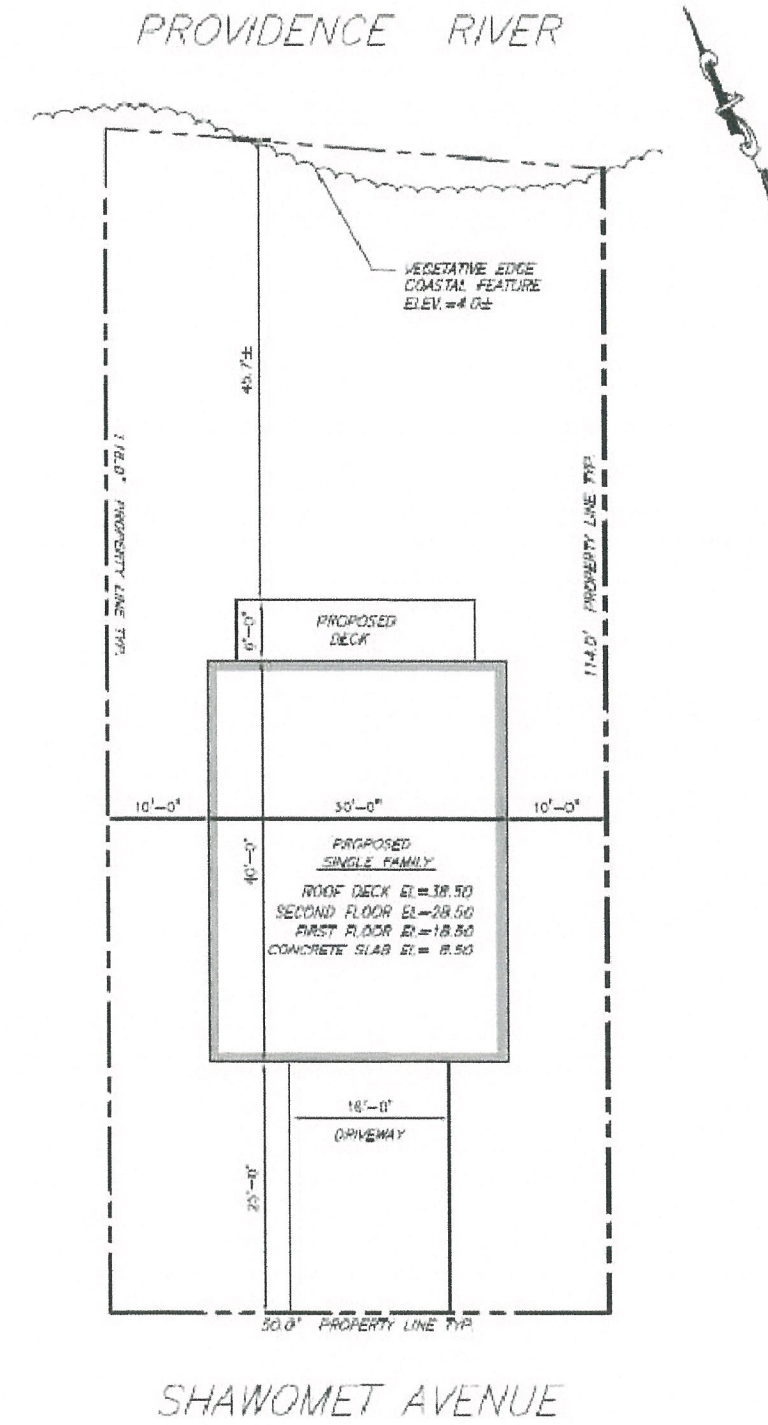 PROVIDENCE RIVER
VEGETATIVE EDGE
COASTAL FEATURE
ELEV.=4.0±
45.7'±
118.0' PROPERTY LINE TYP.
114.0' PROPERTY LINE TYP.
6'-0"
PROPOSED
DECK
10'-0"
30'-0"
10'-0"
40'-0"
PROPOSED
SINGLE FAMILY
ROOF DECK EL=38.50
SECOND FLOOR EL=28.50
FIRST FLOOR EL=18.50
CONCRETE SLAB EL= 8.50
16'-0"
DRIVEWAY
25'-0"
50.0' PROPERTY LINE TYP.
SHAWOMET AVENUE